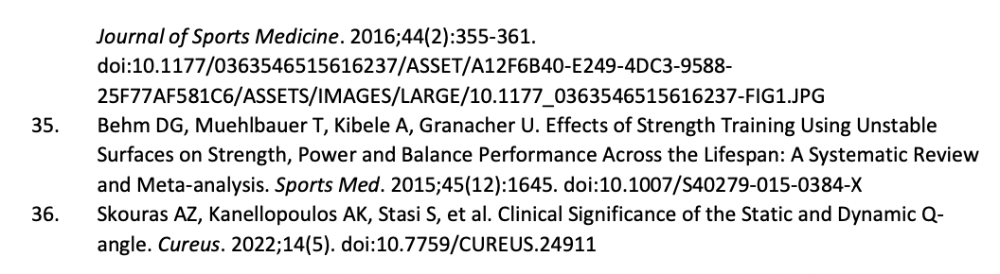 Journal of Sports Medicine. 2016;44(2):355-361.
doi:10.1177/0363546515616237/ASSET/A12F6B40-E249-4DC3-9588-
25F77AF581C6/ASSETS/IMAGES/LARGE/10.1177_0363546515616237-FIG1.JPG
35. Behm DG, Muehlbauer T, Kibele A, Granacher U. Effects of Strength Training Using Unstable
Surfaces on Strength, Power and Balance Performance Across the Lifespan: A Systematic Review
and Meta-analysis. Sports Med. 2015;45(12):1645. doi:10.1007/S40279-015-0384-X
36. Skouras AZ, Kanellopoulos AK, Stasi S, et al. Clinical Significance of the Static and Dynamic Q-
angle. Cureus. 2022;14(5). doi:10.7759/CUREUS.24911